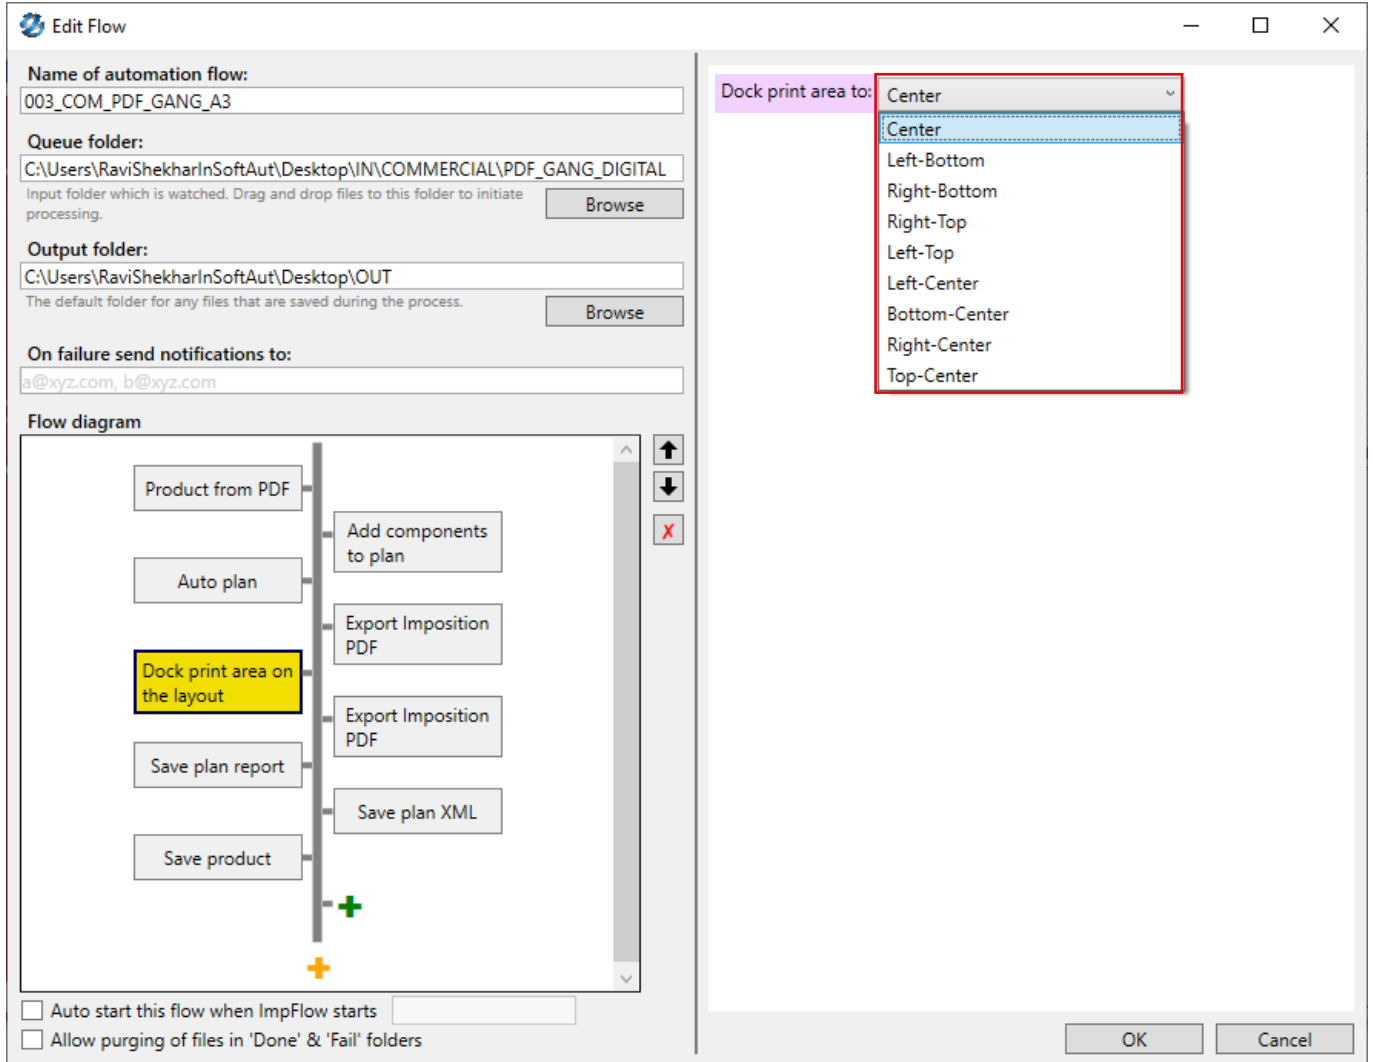 Edit Flow
Name of automation flow:
003_COM_PDF_GANG_A3
Queue folder:
C:\Users\RaviShekharInSoftAut\Desktop\IN\COMMERCIAL\PDF_GANG_DIGITAL
Input folder which is watched. Drag and drop files to this folder to initiate
processing.
Browse
Output folder:
C:\Users\RaviShekharInSoftAut\Desktop\OUT
The default folder for any files that are saved during the process.
Browse
On failure send notifications to:
a@xyz.com, b@xyz.com
Flow diagram
Product from PDF
Add components
to plan
Auto plan
Export Imposition
PDF
Dock print area on
the layout
Export Imposition
PDF
Save plan report
Save plan XML
Save product
Auto start this flow when ImpFlow starts
Allow purging of files in 'Done' & 'Fail' folders
Dock print area to:
Center
Center
Left-Bottom
Right-Bottom
Right-Top
Left-Top
Left-Center
Bottom-Center
Right-Center
Top-Center
OK
Cancel